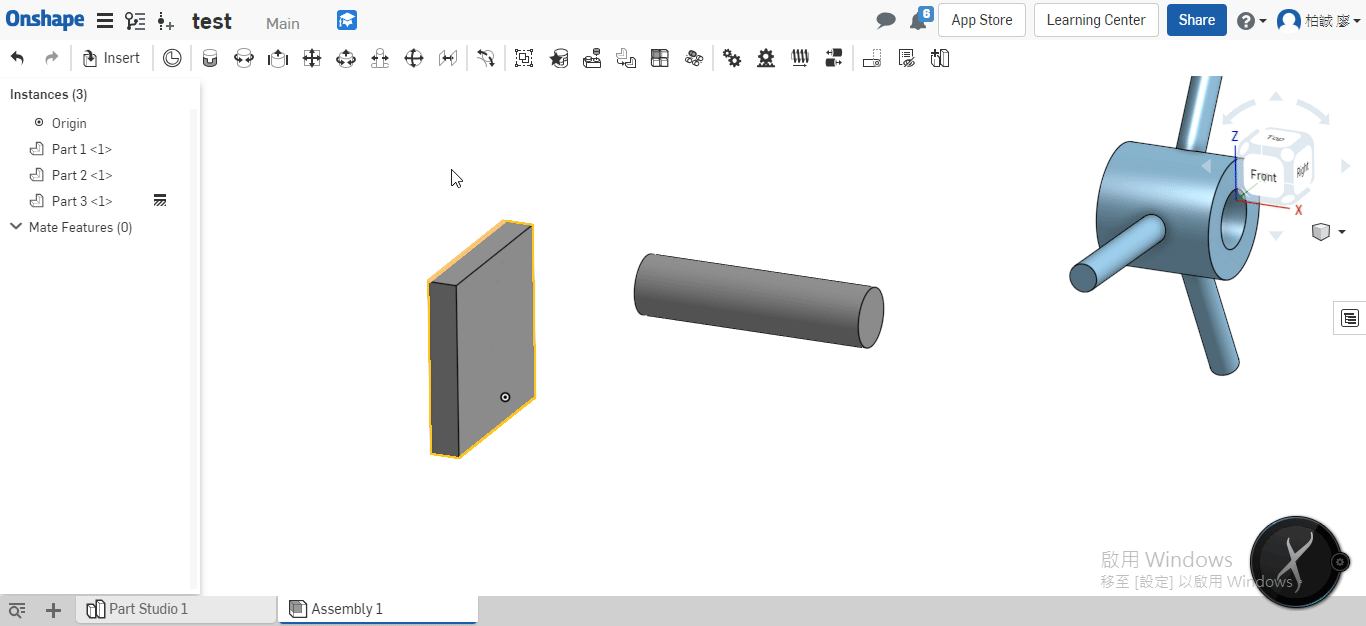 Onshape test Main 6 App Store Learning Center Share 柏誠 廖
Insert
Instances (3)
Origin
Part 1 <1>
Part 2 <1>
Part 3 <1>
Mate Features (0)
Z
Top
Front
Right
X
啟用 Windows
移至 [設定] 以啟用 Windows。
Part Studio 1
Assembly 1